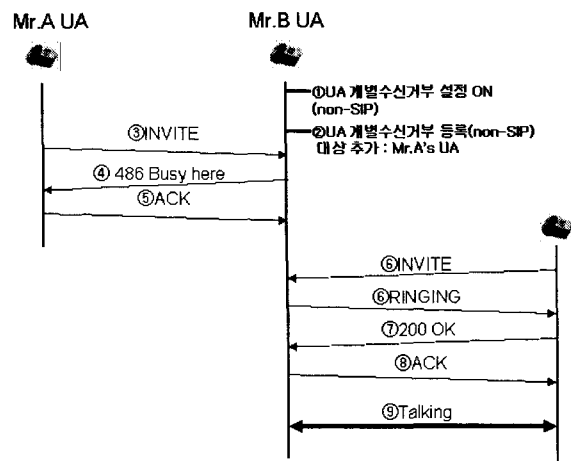 Mr.A UA
Mr.B UA
①UA 개별수신거부 설정 ON
(non-SIP)
②UA 개별수신거부 등록(non-SIP)
대상 추가 : Mr.A's UA
③INVITE
④ 486 Busy here
⑤ACK
⑥INVITE
⑥RINGING
⑦200 OK
⑧ACK
⑨Talking